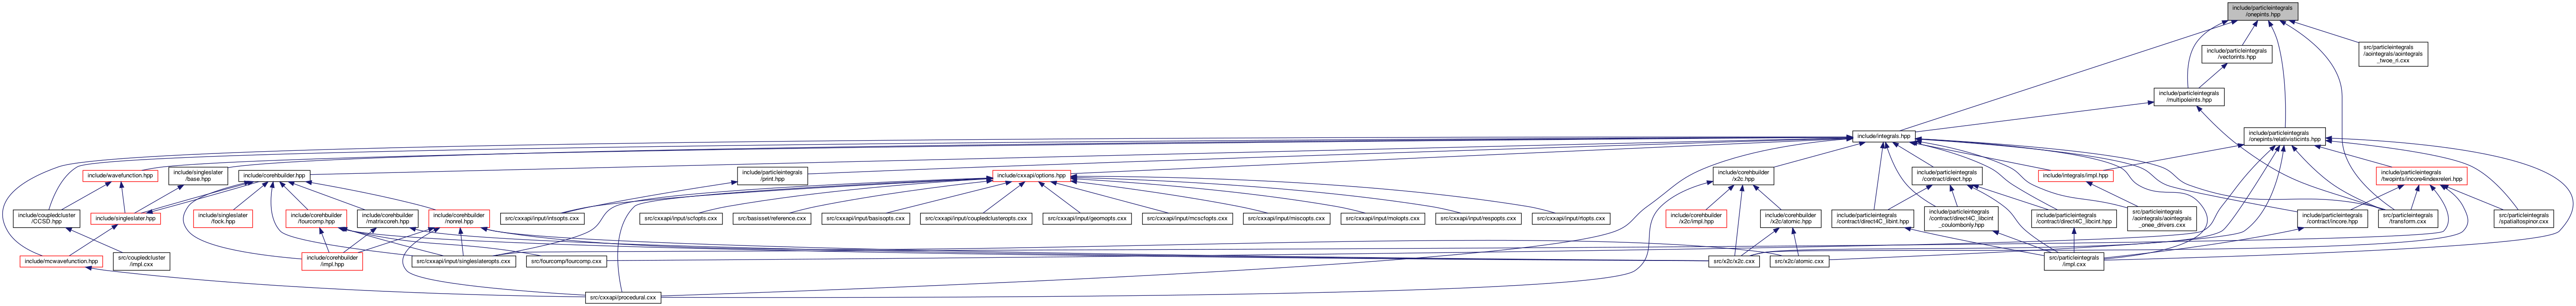 include/particleintegrals
/onepints.hpp
include/particleintegrals
/vectorints.hpp
src/particleintegrals
/aointegrals/aointegrals
_twoe_ri.cxx
include/particleintegrals
/multipoleints.hpp
include/integrals.hpp
include/particleintegrals
/onepints/relativisticints.hpp
include/wavefunction.hpp
include/singleslater
/base.hpp
include/corehbuilder.hpp
include/particleintegrals
/print.hpp
include/cxxapi/options.hpp
include/corehbuilder
/x2c.hpp
include/particleintegrals
/contract/direct.hpp
include/integrals/impl.hpp
include/particleintegrals
/twopints/incore4indexreleri.hpp
include/coupledcluster
/CCSD.hpp
include/singleslater.hpp
include/singleslater
/fock.hpp
include/corehbuilder
/fourcomp.hpp
include/corehbuilder
/matrixcoreh.hpp
include/corehbuilder
/nonrel.hpp
src/cxxapi/input/intsopts.cxx
src/cxxapi/input/scfopts.cxx
src/basisset/reference.cxx
src/cxxapi/input/basisopts.cxx
src/cxxapi/input/coupledclusteropts.cxx
src/cxxapi/input/geomopts.cxx
src/cxxapi/input/mcscfopts.cxx
src/cxxapi/input/miscopts.cxx
src/cxxapi/input/molopts.cxx
src/cxxapi/input/respopts.cxx
src/cxxapi/input/rtopts.cxx
include/corehbuilder
/x2c/impl.hpp
include/corehbuilder
/x2c/atomic.hpp
include/particleintegrals
/contract/direct4C_libint.hpp
include/particleintegrals
/contract/direct4C_libcint
_coulombonly.hpp
include/particleintegrals
/contract/direct4C_libcint.hpp
src/particleintegrals
/aointegrals/aointegrals
_onee_drivers.cxx
include/particleintegrals
/contract/incore.hpp
src/particleintegrals
/transform.cxx
src/particleintegrals
/spatialtospinor.cxx
include/mcwavefunction.hpp
src/coupledcluster
/impl.cxx
include/corehbuilder
/impl.hpp
src/cxxapi/input/singleslateropts.cxx
src/fourcomp/fourcomp.cxx
src/x2c/x2c.cxx
src/x2c/atomic.cxx
src/particleintegrals
/impl.cxx
src/cxxapi/procedural.cxx